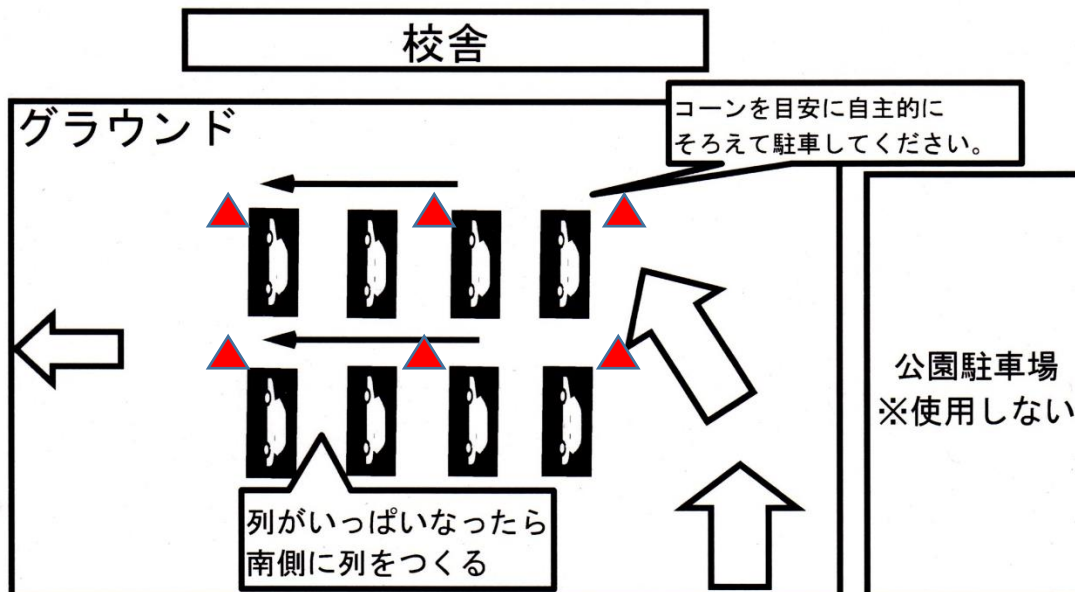 校舎
グラウンド
コーンを目安に自主的に
そろえて駐車してください。
公園駐車場
※使用しない
列がいっぱいなったら
南側に列をつくる